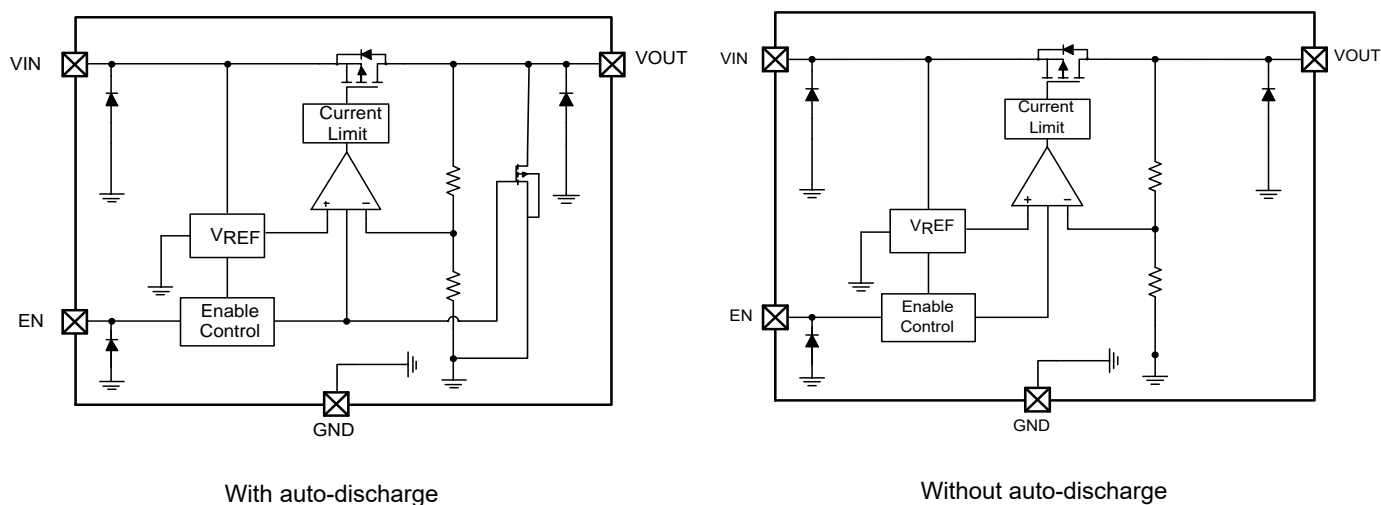 VIN
VOUT
Current
Limit
+
−
VREF
EN
Enable
Control
GND
With auto-discharge
VIN
VOUT
Current
Limit
+
−
VREF
EN
Enable
Control
GND
Without auto-discharge